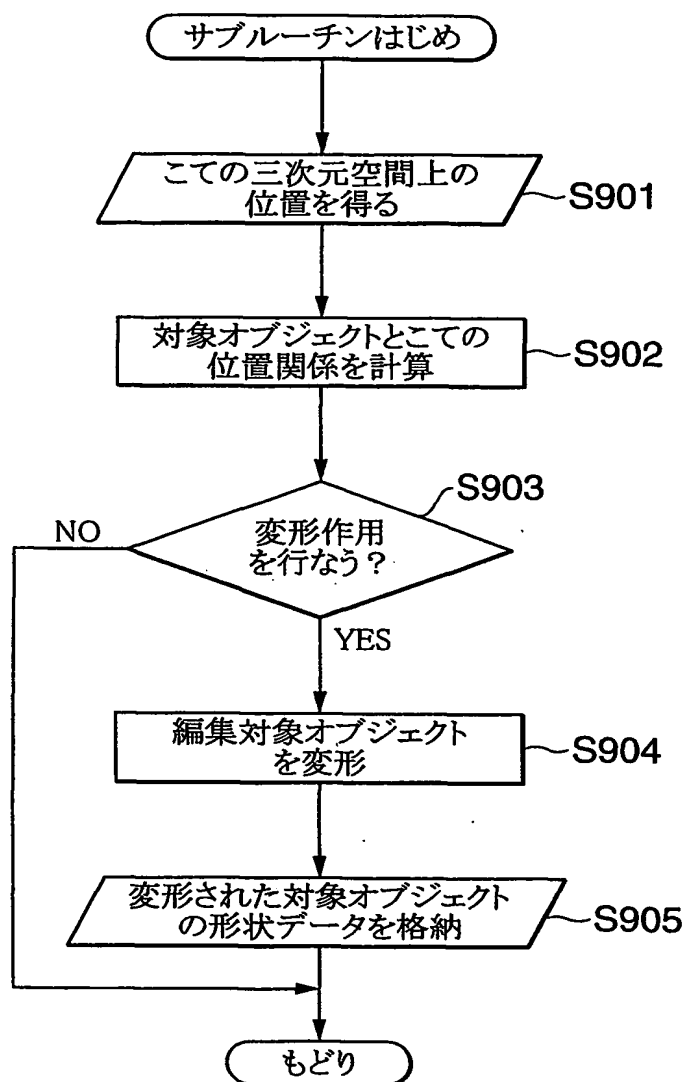 サブルーチンはじめ
こての三次元空間上の
位置を得る
S901
対象オブジェクトとこての
位置関係を計算
S902
S903
変形作用
を行なう?
NO
YES
編集対象オブジェクト
を変形
S904
変形された対象オブジェクト
の形状データを格納
S905
もどり